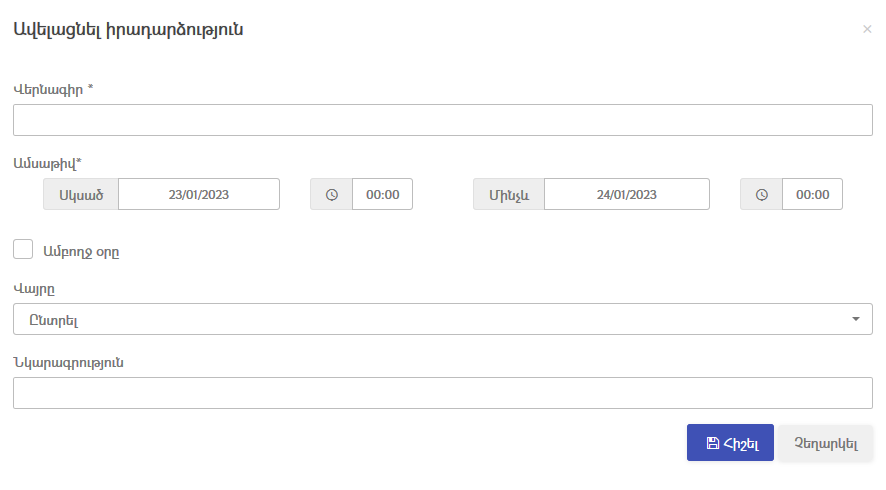 Ավելացնել իրադարձություն
×
Վերնագիր *
Ամսաթիվ*
Սկսած 23/01/2023 00:00 Մինչև 24/01/2023 00:00
Ամբողջ օրը
Վայրը
Ընտրել
Նկարագրություն
Հիշել Չեղարկել